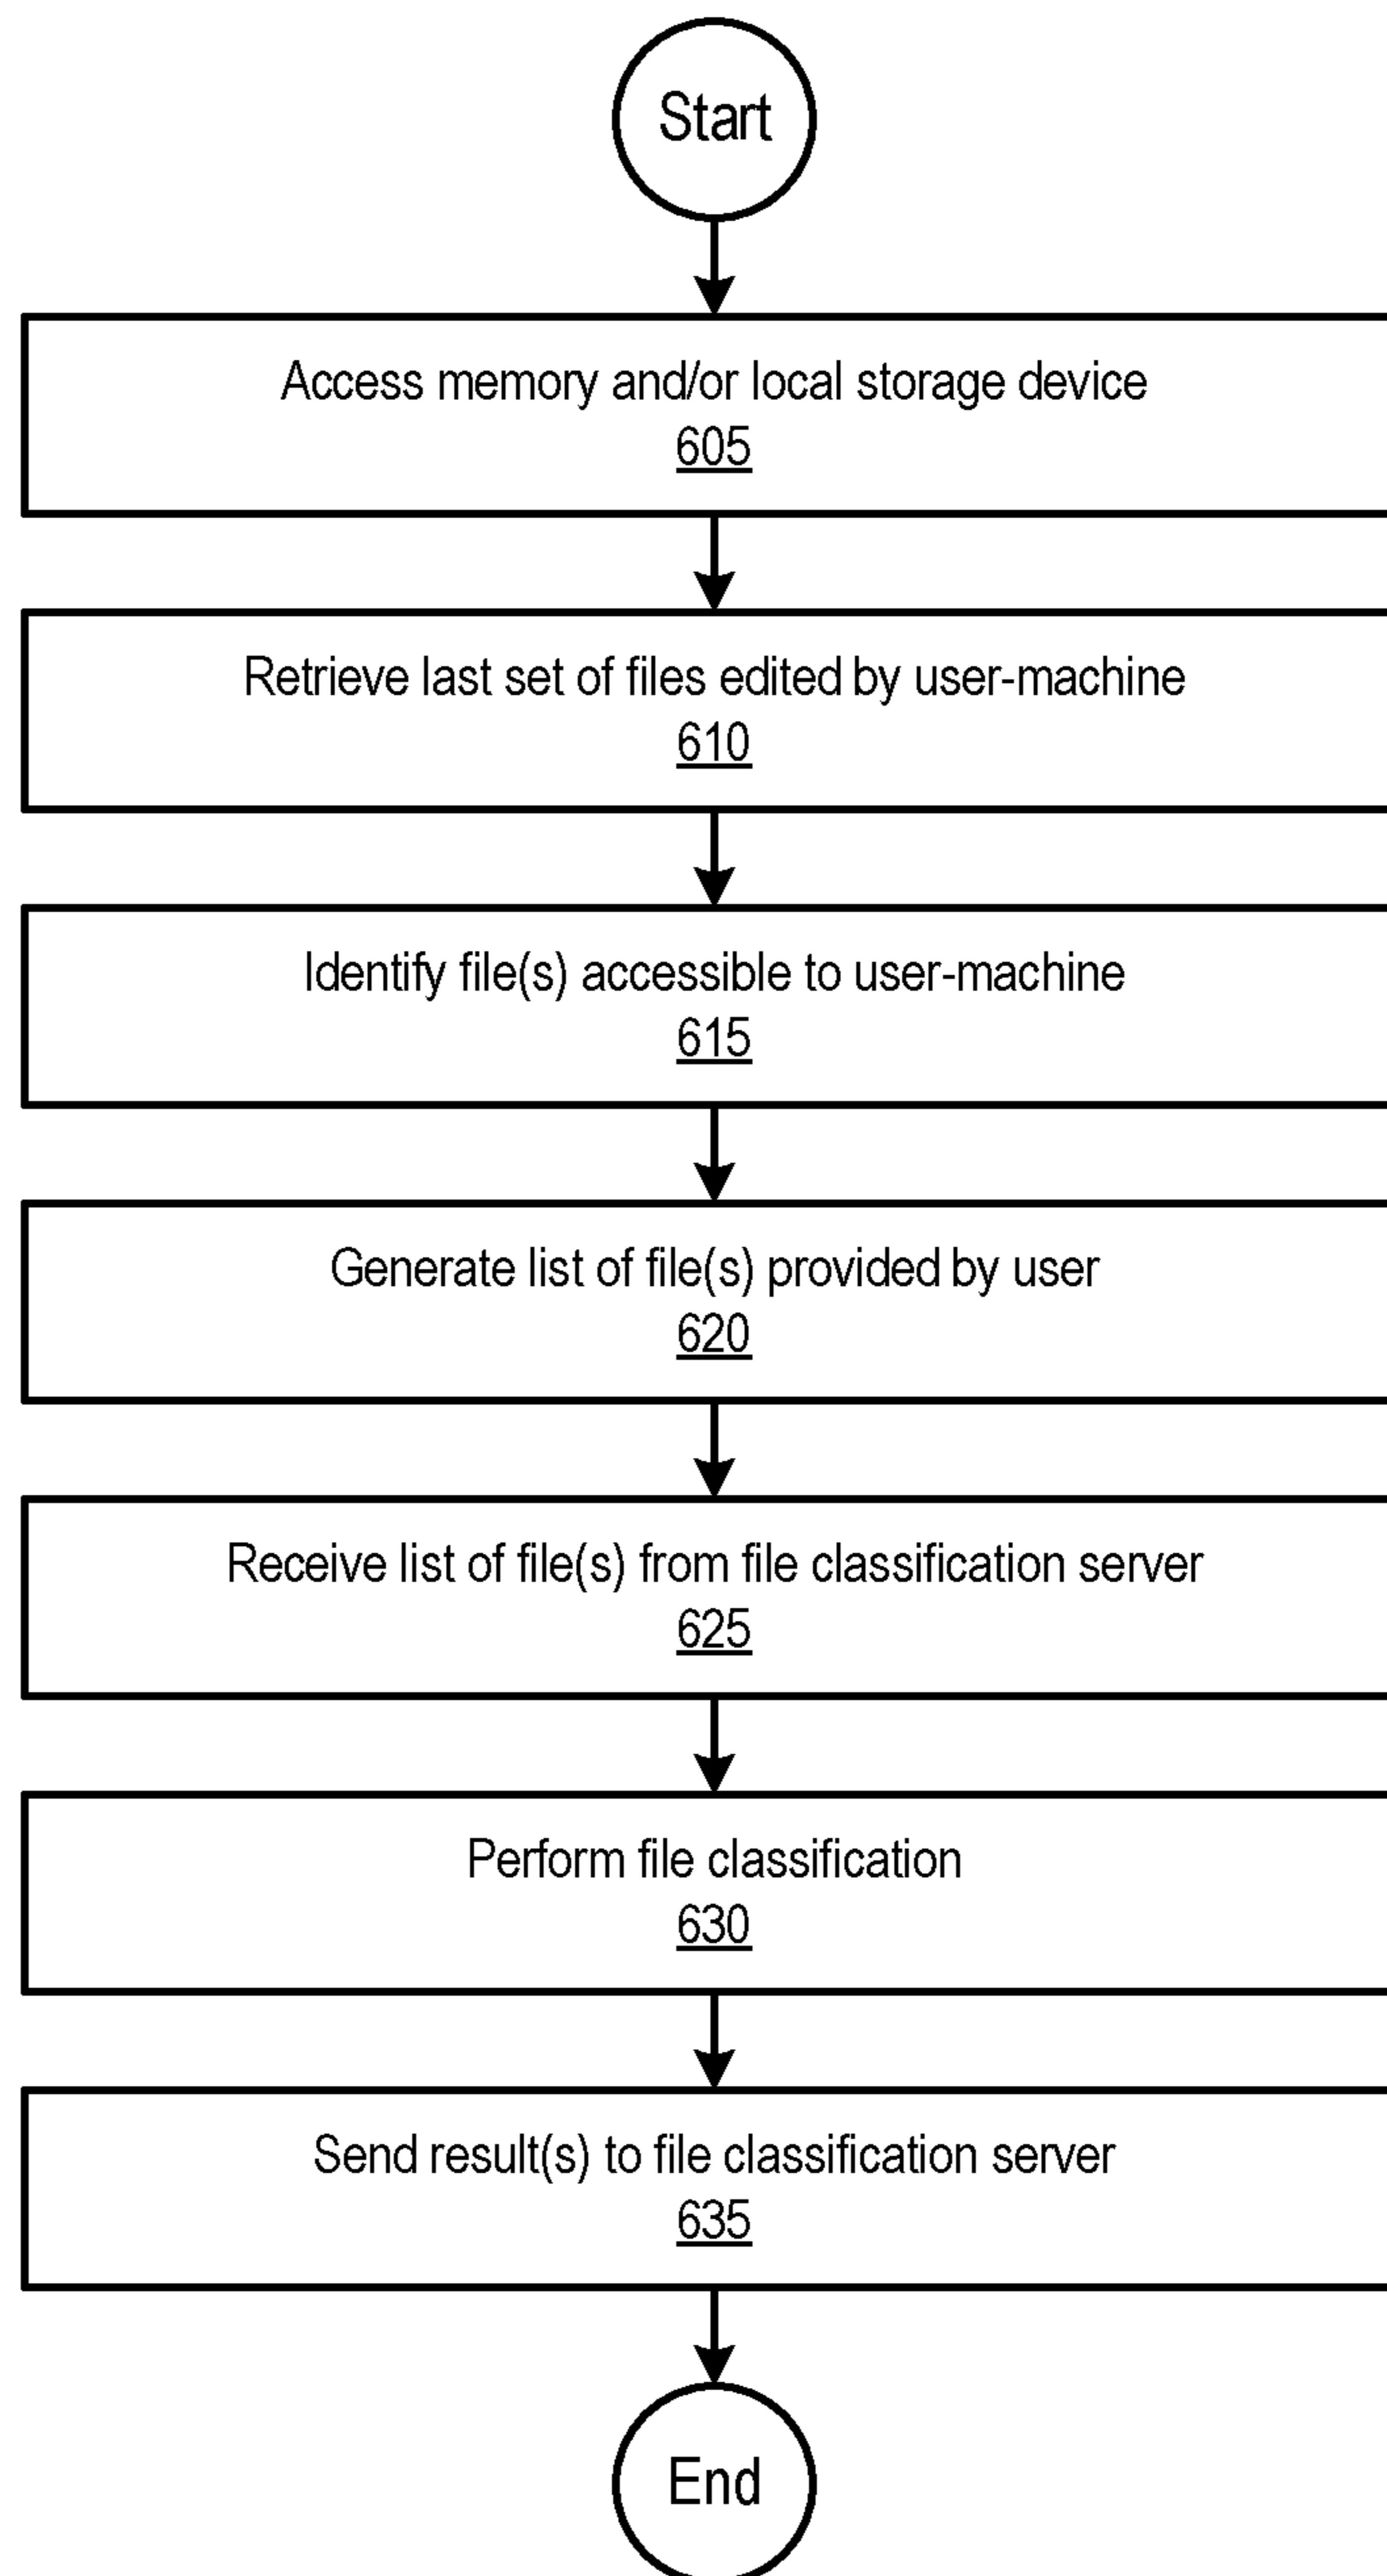 Start
Access memory and/or local storage device
605
Retrieve last set of files edited by user-machine
610
Identify file(s) accessible to user-machine
615
Generate list of file(s) provided by user
620
Receive list of file(s) from file classification server
625
Perform file classification
630
Send result(s) to file classification server
635
End